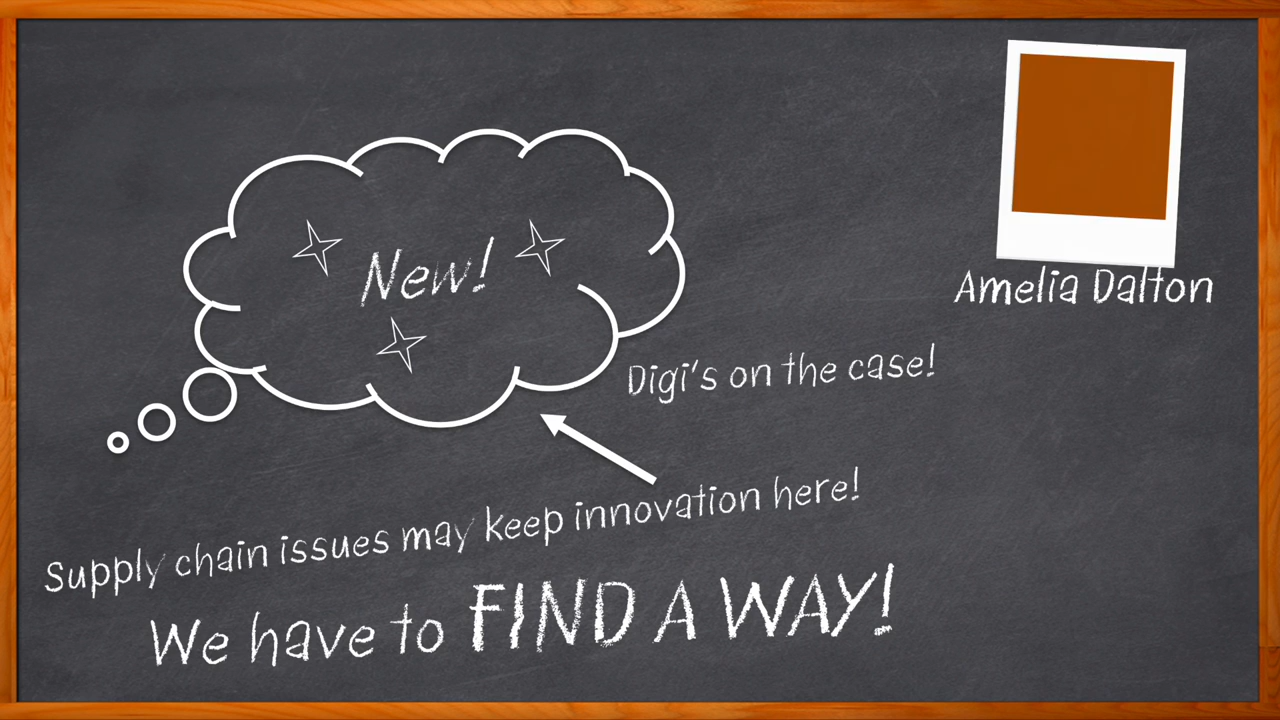 New!
Amelia Dalton
Digi's on the case!
Supply chain issues may keep innovation here!
We have to FIND A WAY!